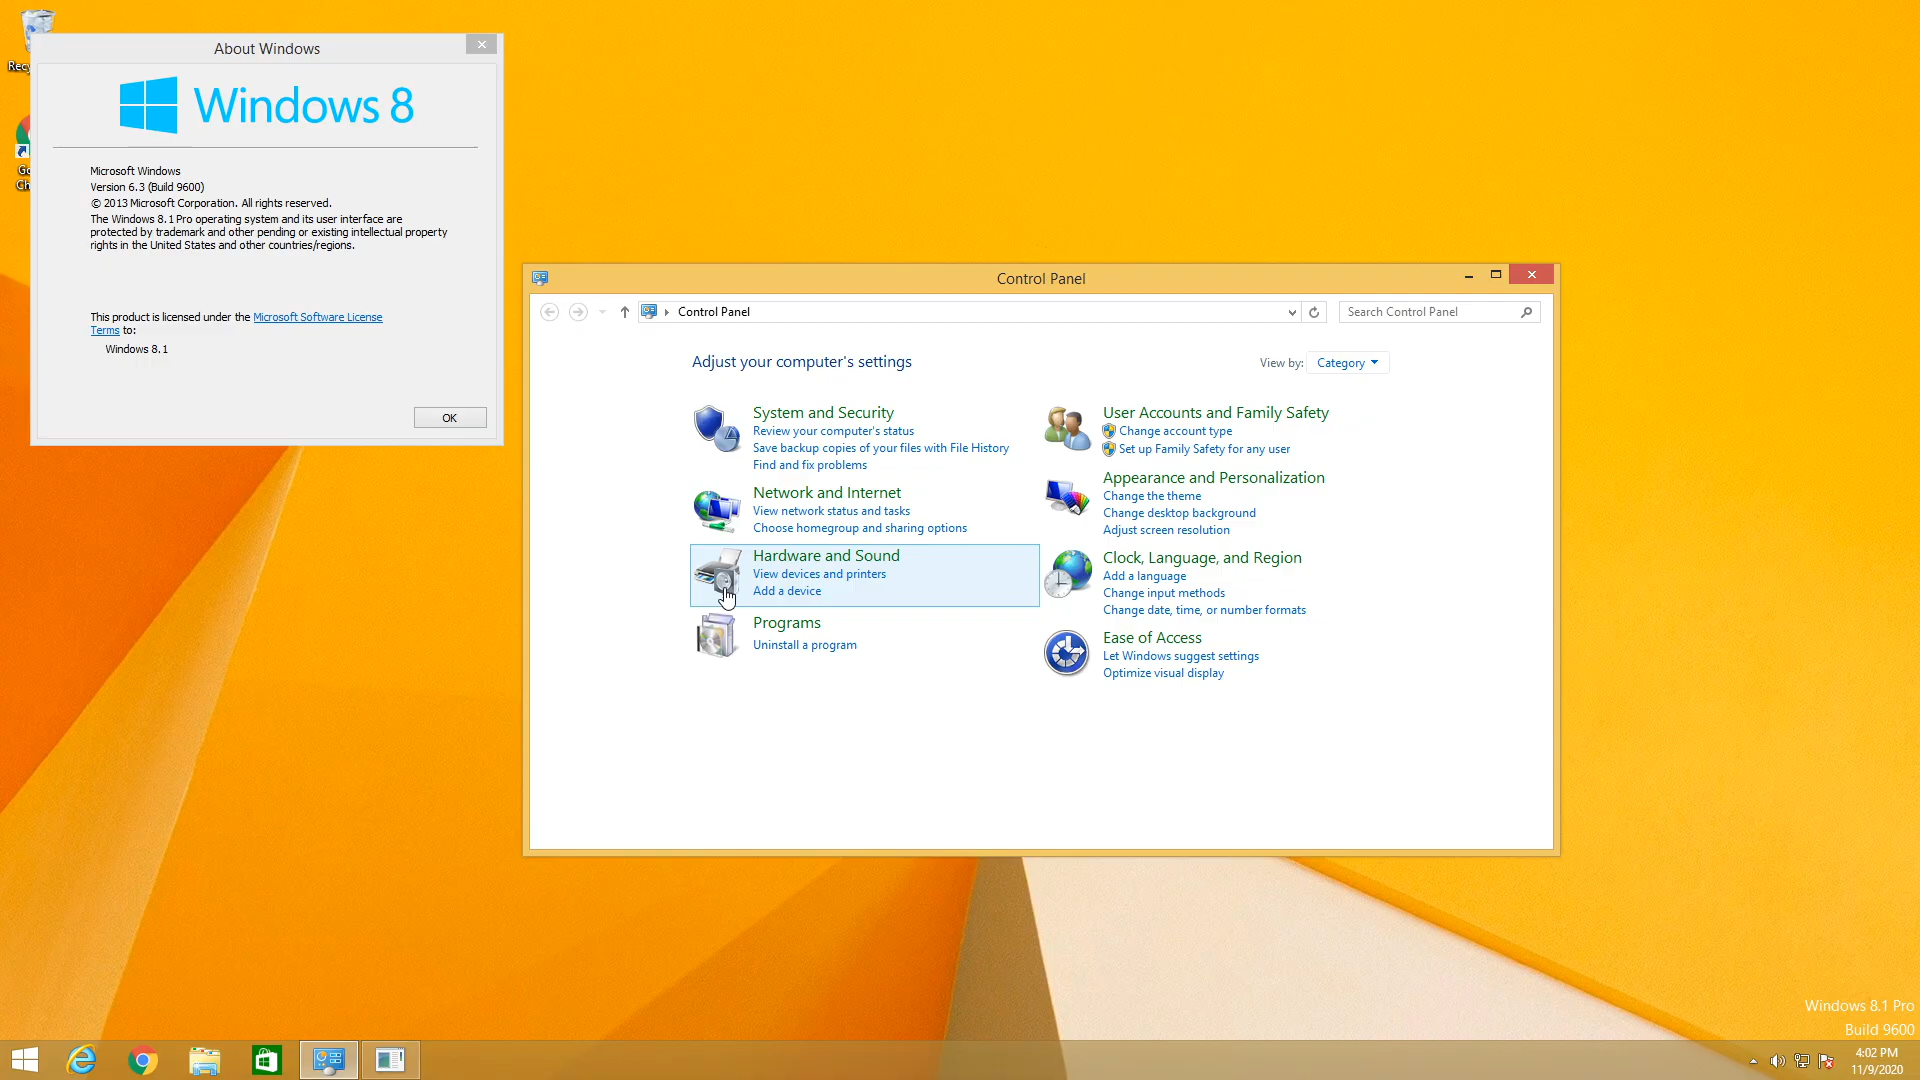 Recy
Go
Ch
About Windows
Windows 8
Microsoft Windows
Version 6.3 (Build 9600)
© 2013 Microsoft Corporation. All rights reserved.
The Windows 8.1 Pro operating system and its user interface are
protected by trademark and other pending or existing intellectual property
rights in the United States and other countries/regions.
This product is licensed under the Microsoft Software License
Terms to:
Windows 8.1
OK
Control Panel
Control Panel
Search Control Panel
Adjust your computer's settings
View by: Category
System and Security
Review your computer's status
Save backup copies of your files with File History
Find and fix problems
Network and Internet
View network status and tasks
Choose homegroup and sharing options
Hardware and Sound
View devices and printers
Add a device
Programs
Uninstall a program
User Accounts and Family Safety
Change account type
Set up Family Safety for any user
Appearance and Personalization
Change the theme
Change desktop background
Adjust screen resolution
Clock, Language, and Region
Add a language
Change input methods
Change date, time, or number formats
Ease of Access
Let Windows suggest settings
Optimize visual display
Windows 8.1 Pro
Build 9600
4:02 PM
11/9/2020